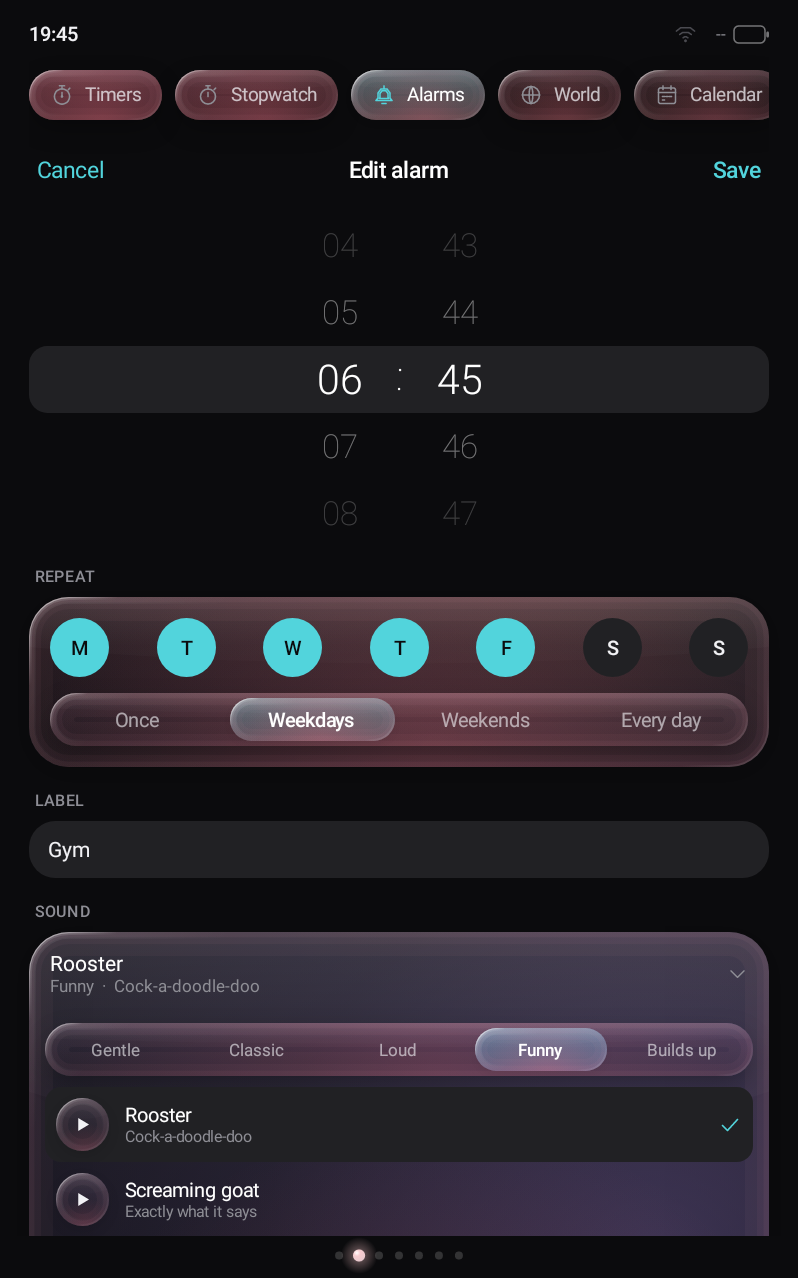 19:45
--
Timers Stopwatch Alarms World Calendar
Cancel Edit alarm Save
04 43
05 44
06 : 45
07 46
08 47
REPEAT
M T W T F S S
Once Weekdays Weekends Every day
LABEL
Gym
SOUND
Rooster
Funny · Cock-a-doodle-doo
Gentle Classic Loud Funny Builds up
Rooster
Cock-a-doodle-doo
Screaming goat
Exactly what it says